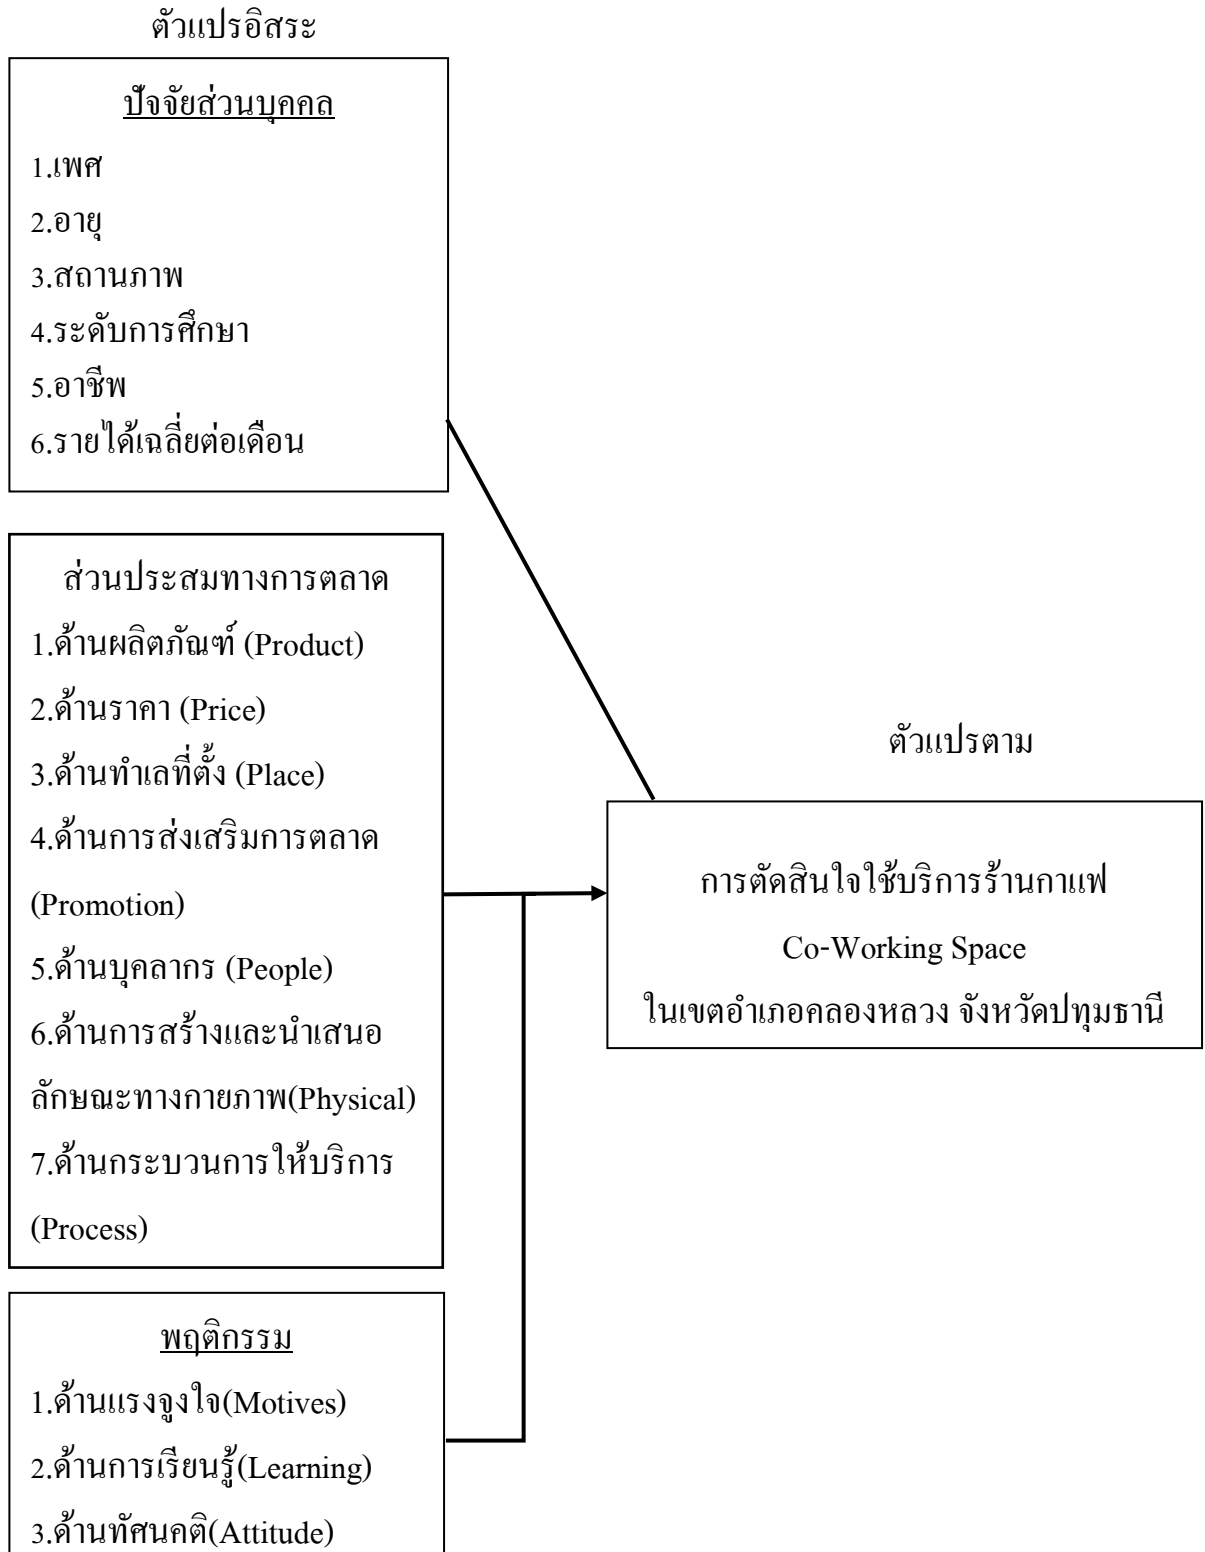 ตัวแปรอิสระ
ปัจจัยส่วนบุคคล
1.เพศ
2.อายุ
3.สถานภาพ
4.ระดับการศึกษา
5.อาชีพ
6.รายได้เฉลี่ยต่อเดือน
ส่วนประสมทางการตลาด
1.ด้านผลิตภัณฑ์ (Product)
2.ด้านราคา (Price)
3.ด้านทำเลที่ตั้ง (Place)
4.ด้านการส่งเสริมการตลาด
(Promotion)
5.ด้านบุคลากร (People)
6.ด้านการสร้างและนำเสนอ
ลักษณะทางกายภาพ(Physical)
7.ด้านกระบวนการให้บริการ
(Process)
พฤติกรรม
1.ด้านแรงจูงใจ(Motives)
2.ด้านการเรียนรู้(Learning)
3.ด้านทัศนคติ(Attitude)
ตัวแปรตาม
การตัดสินใจใช้บริการร้านกาแฟ
Co-Working Space
ในเขตอำเภอคลองหลวง จังหวัดปทุมธานี